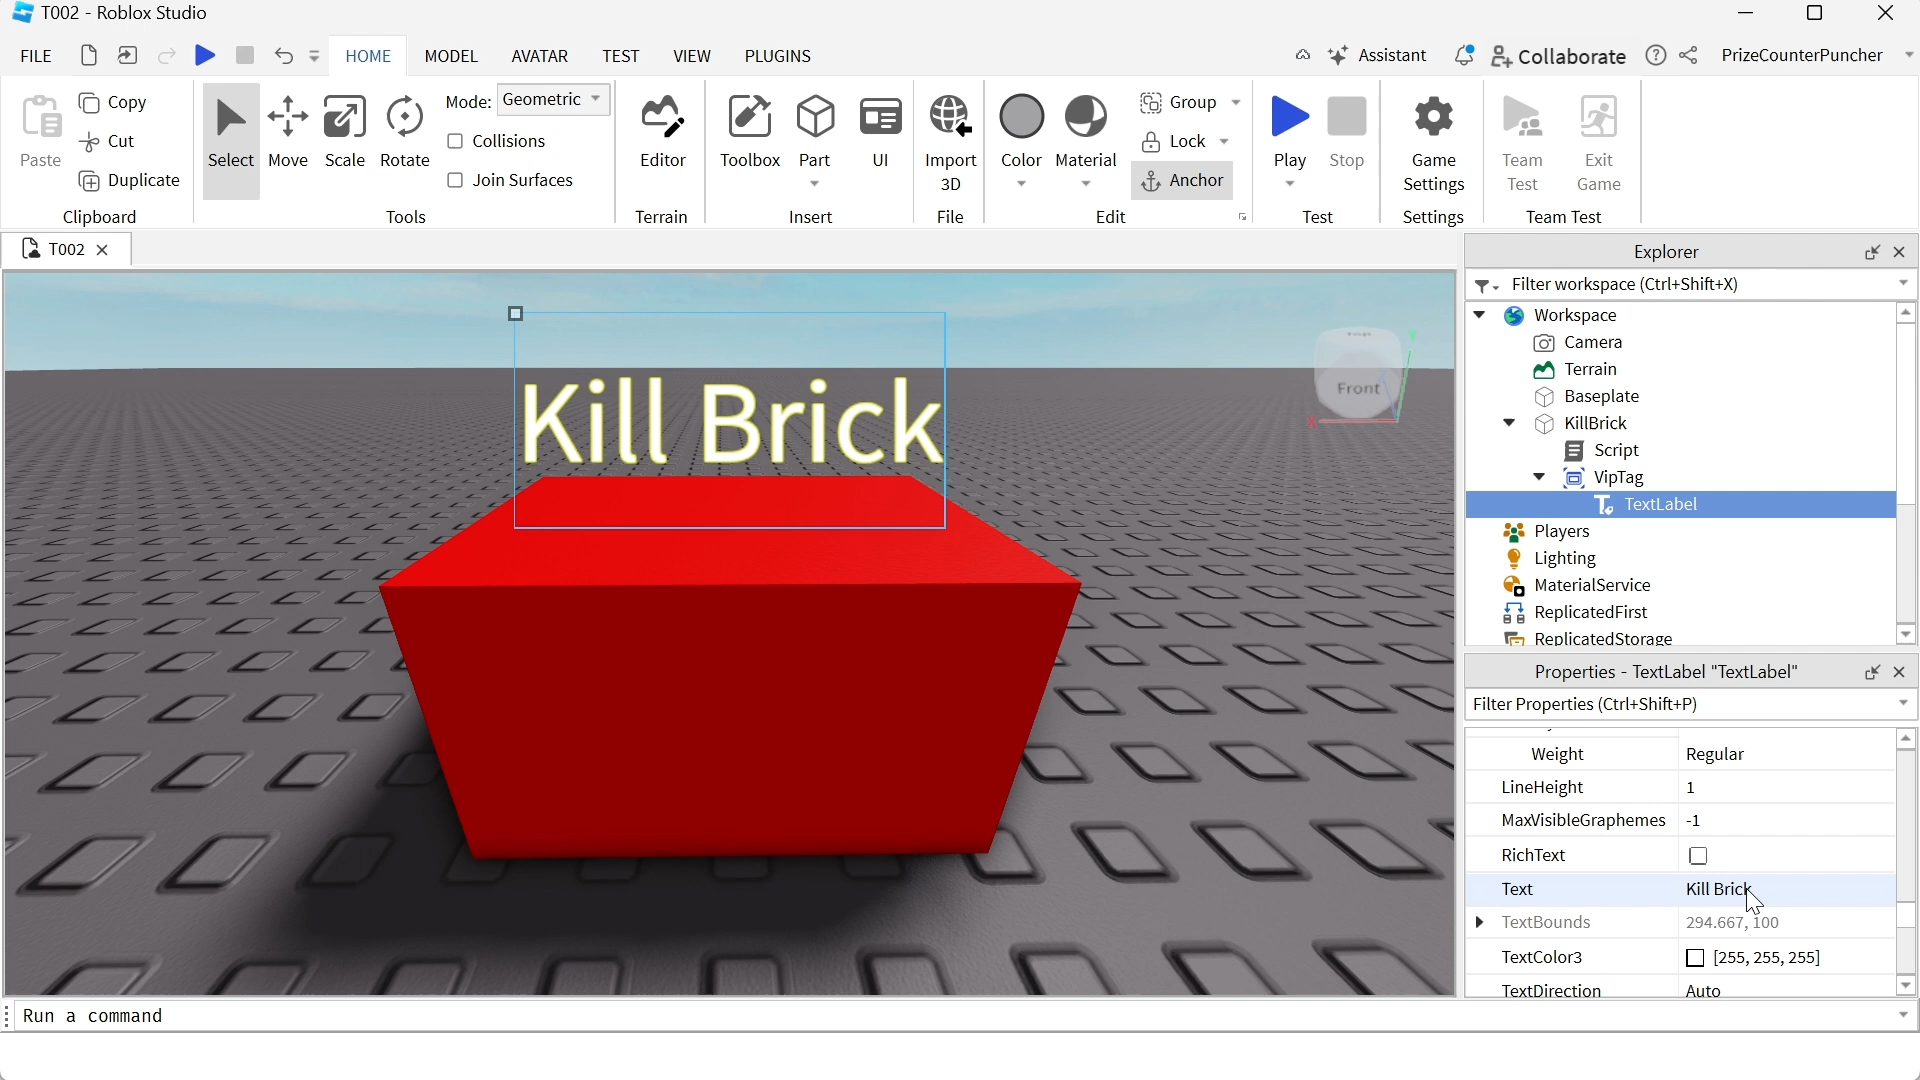 T002 - Roblox Studio
FILE HOME MODEL AVATAR TEST VIEW PLUGINS Assistant Collaborate PrizeCounterPuncher
Paste Copy Cut Duplicate
Clipboard
Select Move Scale Rotate Mode: Geometric
Collisions
Join Surfaces
Tools
Editor
Terrain
Toolbox Part UI
Insert
Import
3D
File
Color Material Group
Lock
Anchor
Edit
Play Stop
Test
Game
Settings
Settings
Team
Test
Exit
Game
Team Test
T002
Kill Brick
Front
Explorer
Filter workspace (Ctrl+Shift+X)
Workspace
Camera
Terrain
Baseplate
KillBrick
Script
VipTag
TextLabel
Players
Lighting
MaterialService
ReplicatedFirst
ReplicatedStorage
Properties - TextLabel "TextLabel"
Filter Properties (Ctrl+Shift+P)
Weight Regular
LineHeight 1
MaxVisibleGraphemes -1
RichText
Text Kill Brick
TextBounds 294.667, 100
TextColor3 [255, 255, 255]
TextDirection Auto
Run a command